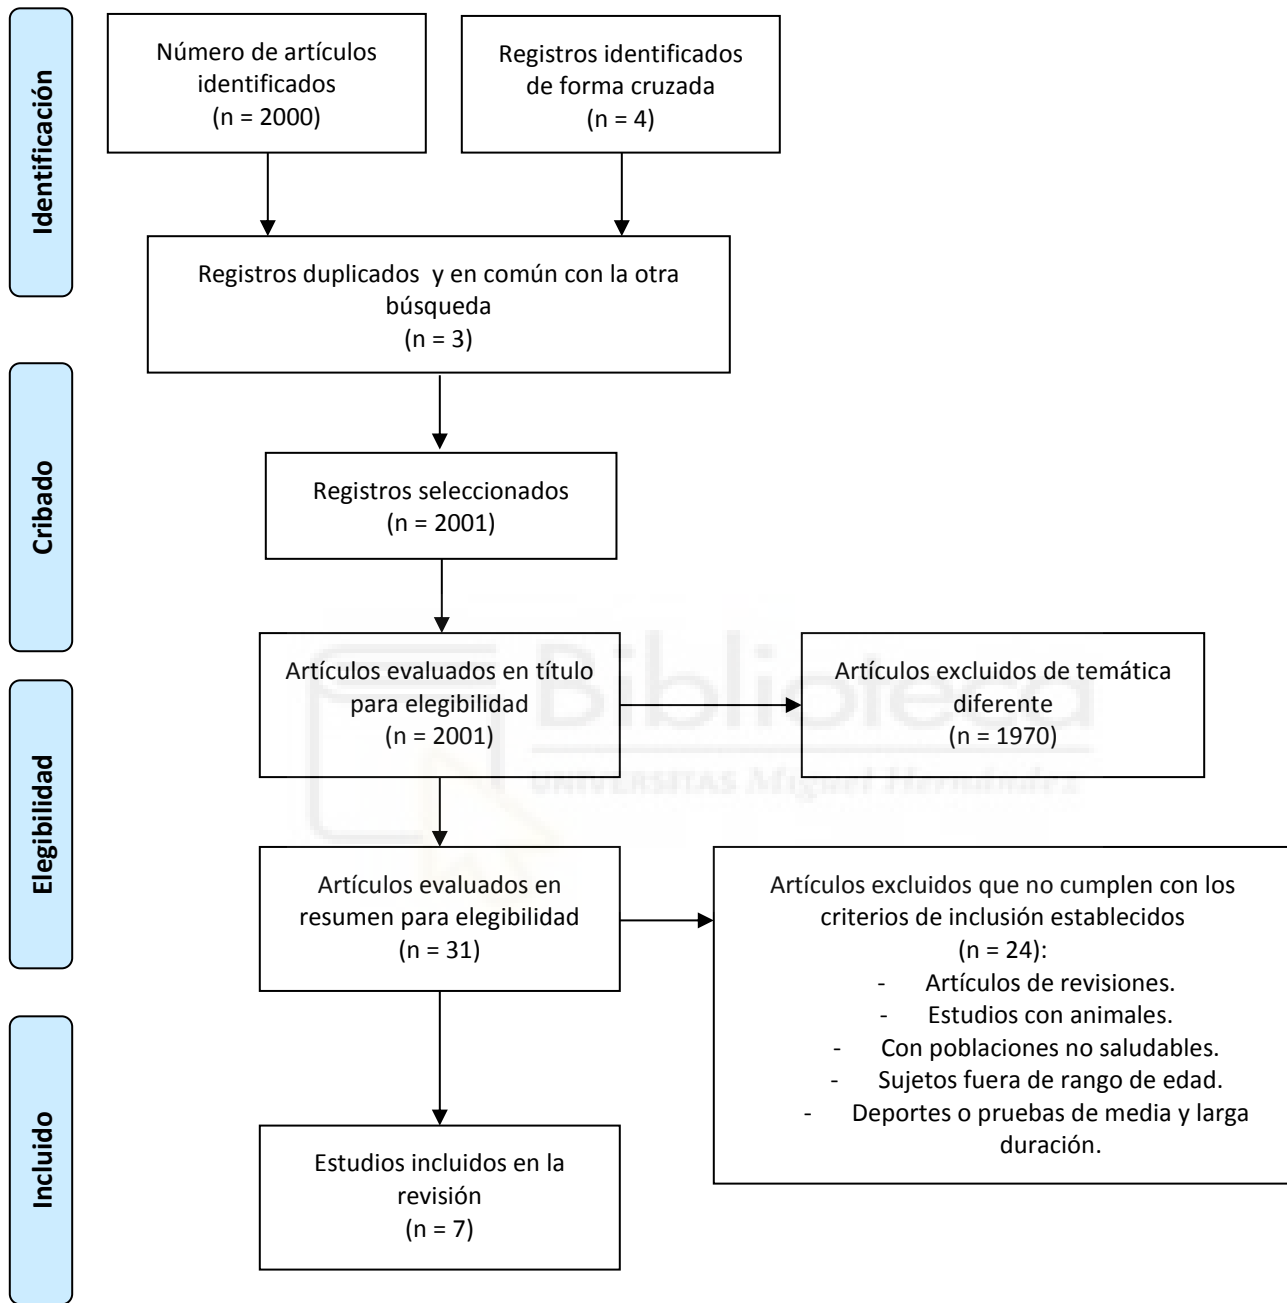 Identificación
Número de artículos
identificados
(n = 2000)
Registros identificados
de forma cruzada
(n = 4)
Registros duplicados y en común con la otra
búsqueda
(n = 3)
Cribado
Registros seleccionados
(n = 2001)
Artículos evaluados en título
para elegibilidad
(n = 2001)
Artículos excluidos de temática
diferente
(n = 1970)
Biblioteca
UNIVERSITAS Miguel Hernández
Elegibilidad
Artículos evaluados en
resumen para elegibilidad
(n = 31)
Artículos excluidos que no cumplen con los
criterios de inclusión establecidos
(n = 24):
- Artículos de revisiones.
- Estudios con animales.
- Con poblaciones no saludables.
- Sujetos fuera de rango de edad.
- Deportes o pruebas de media y larga
duración.
Incluido
Estudios incluidos en la
revisión
(n = 7)